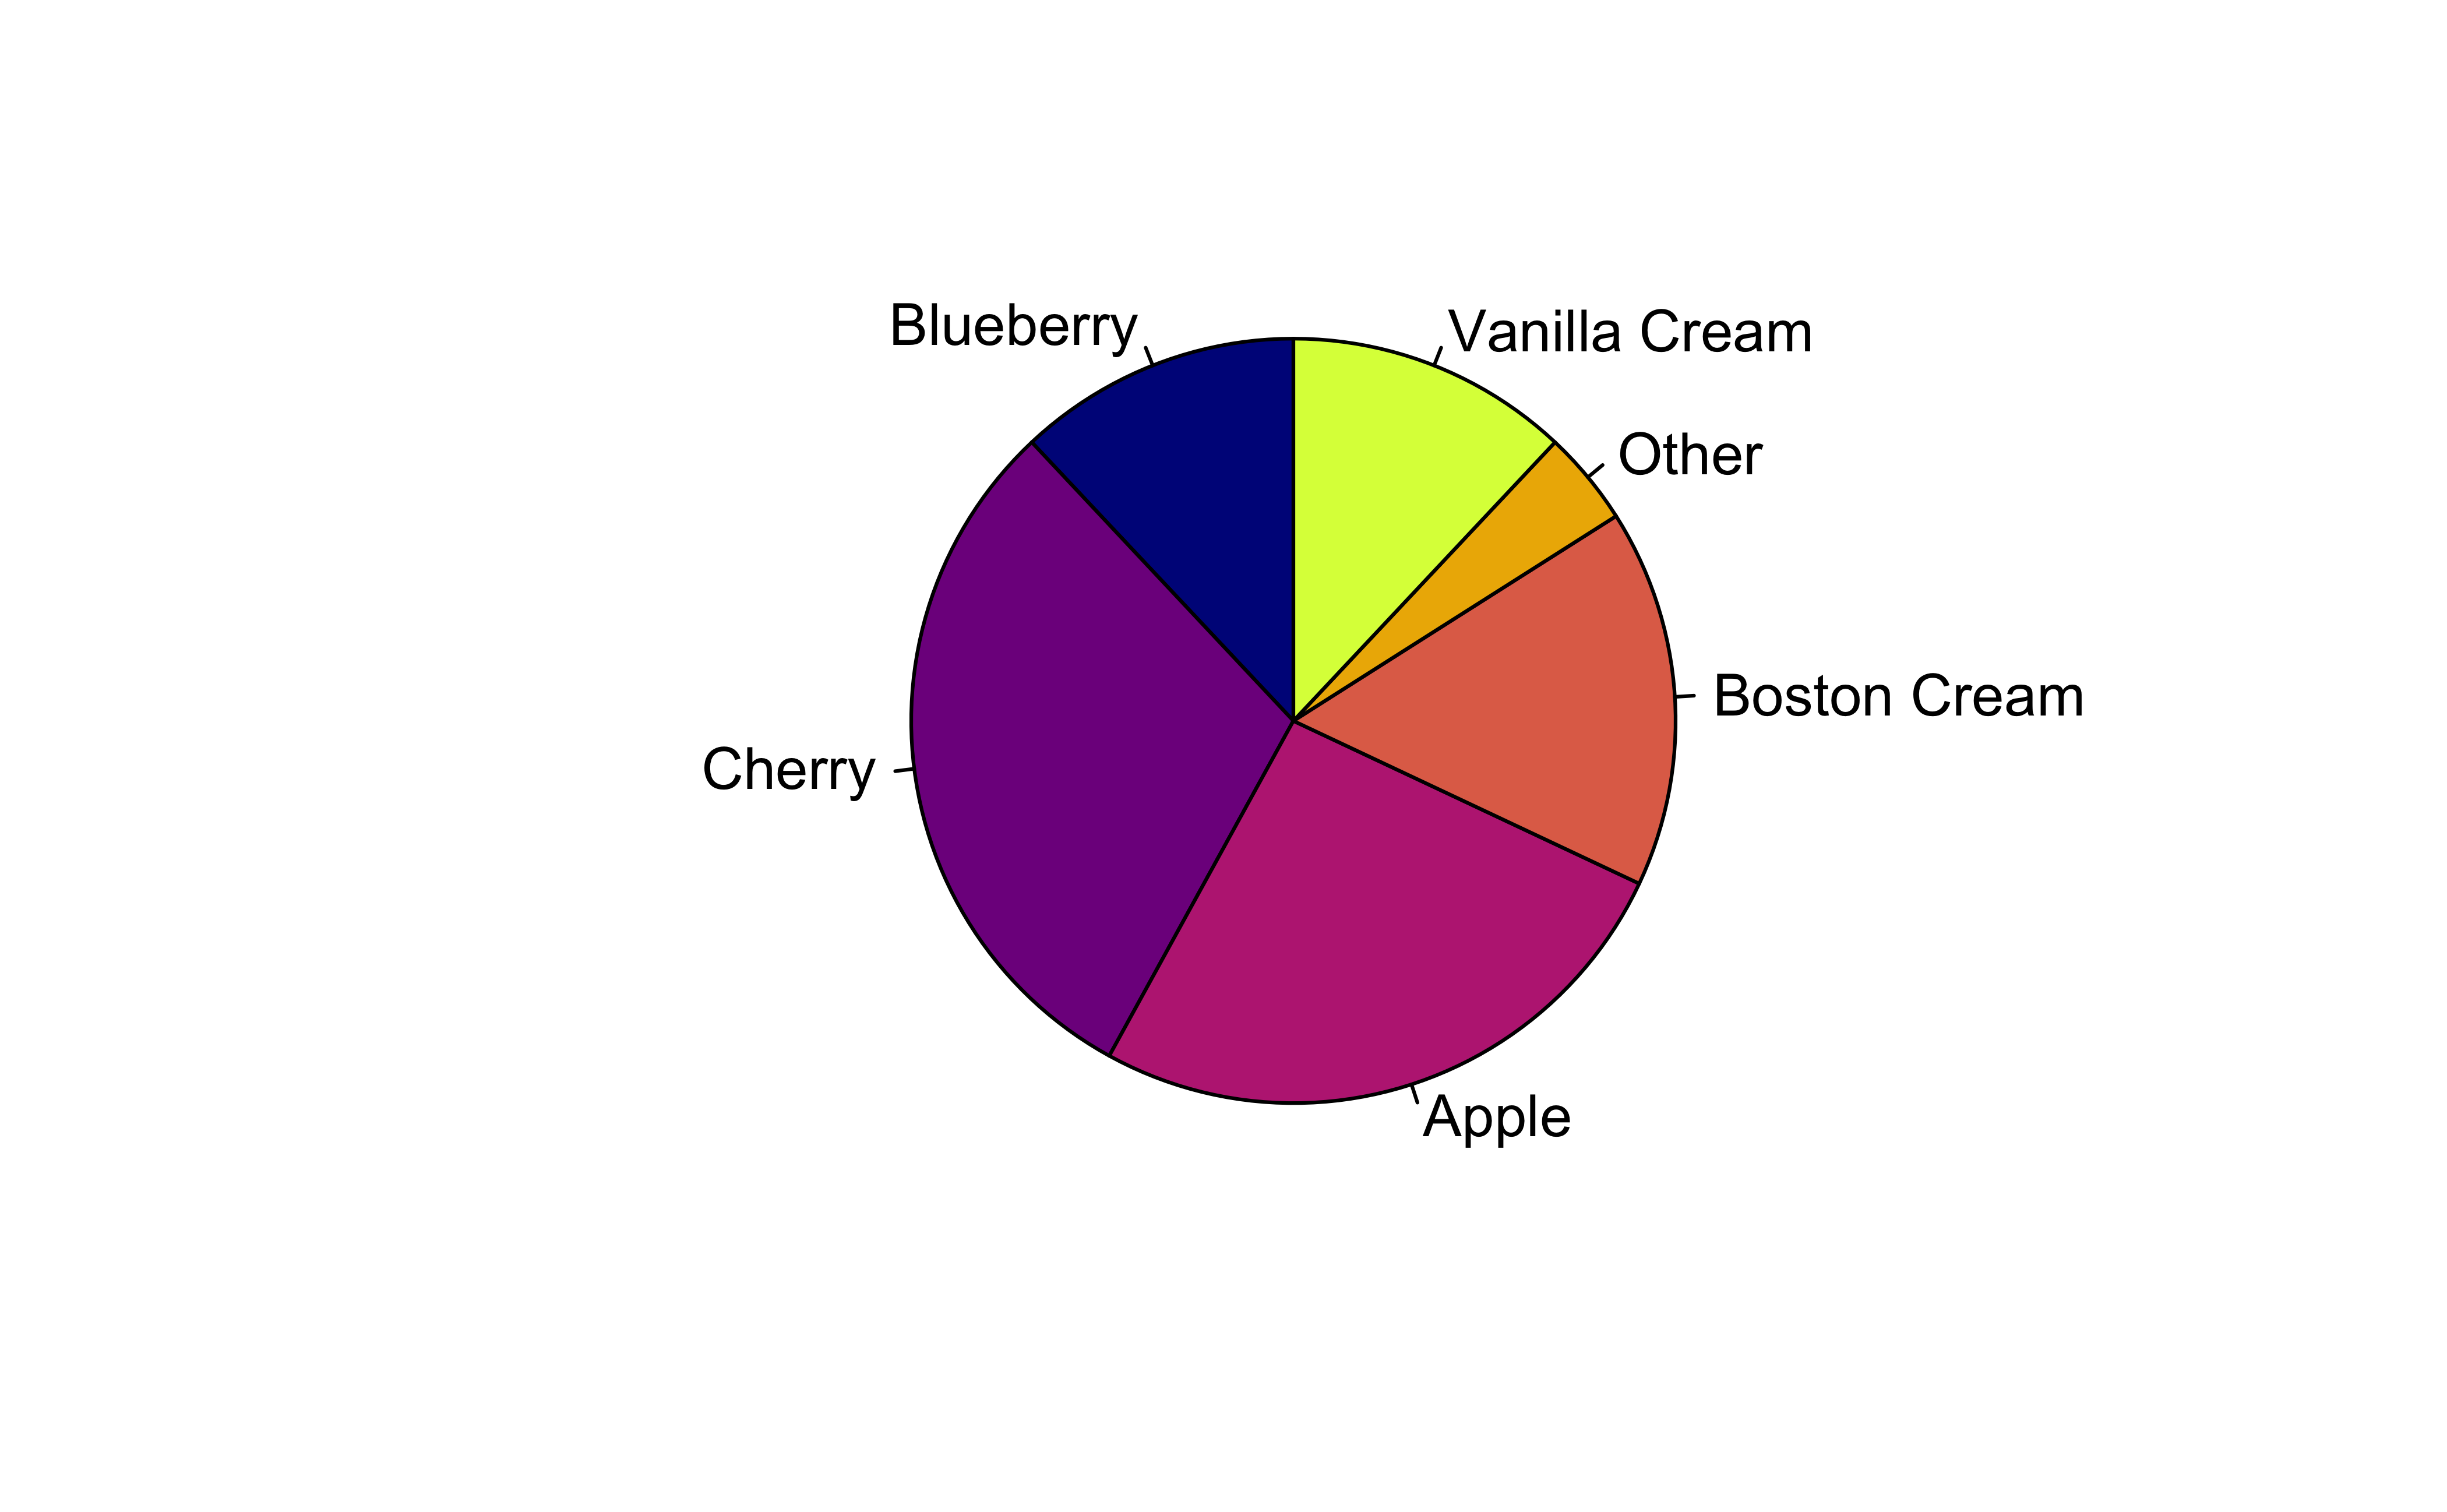 Blueberry
Vanilla Cream
Other
Boston Cream
Cherry
Apple